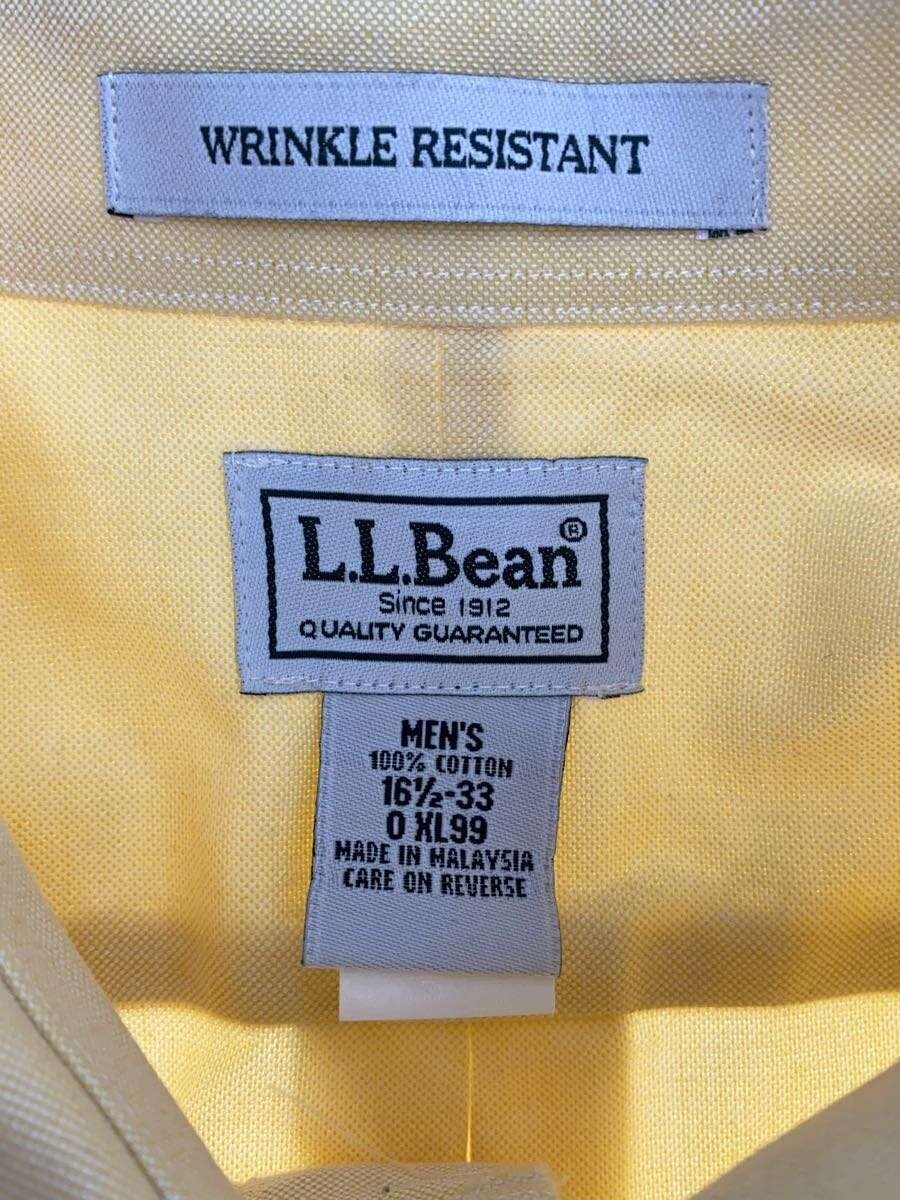 WRINKLE RESISTANT
L.L.Bean®
Since 1912
QUALITY GUARANTEED
MEN'S
100% COTTON
16½-33
0 XL99
MADE IN MALAYSIA
CARE ON REVERSE